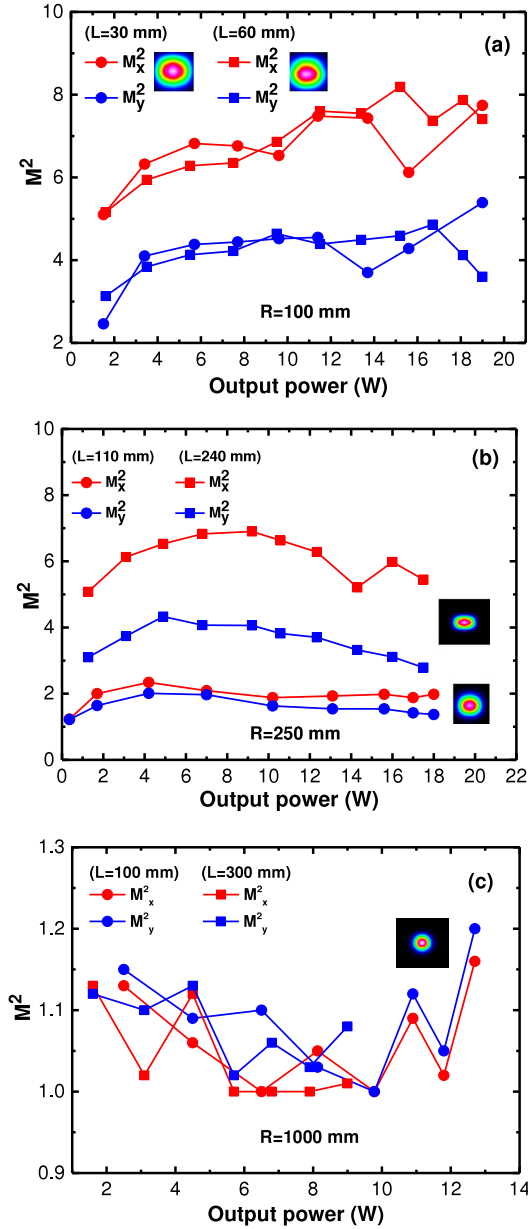 (a)
(L=30 mm) (L=60 mm)
M²x M²x
M²y M²y
10
8
6
4
2
M²
R=100 mm
0 2 4 6 8 10 12 14 16 18 20
Output power (W)
(b)
(L=110 mm) (L=240 mm)
M²x M²x
M²y M²y
10
8
6
4
2
0
M²
R=250 mm
0 2 4 6 8 10 12 14 16 18 20 22
Output power (W)
(c)
(L=100 mm) (L=300 mm)
M²x M²x
M²y M²y
1.3
1.2
1.1
1.0
0.9
M²
R=1000 mm
2 4 6 8 10 12 14
Output power (W)